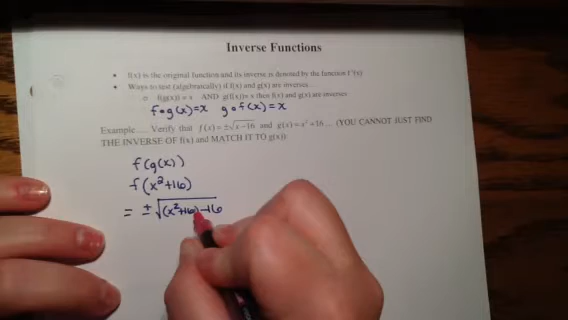 Inverse Functions
• f(x) is the original function and its inverse is denoted by the function f⁻¹(x)
• Ways to test (algebraically) if f(x) and g(x) are inverses…
o f(g(x)) = x AND g(f(x))= x then f(x) and g(x) are inverses
f∘g(x)=x g∘f(x)=x
Example… Verify that f(x)=±√x−16 and g(x)=x²+16… (YOU CANNOT JUST FIND
THE INVERSE OF f(x) and MATCH IT TO g(x))
f(g(x))
f(x²+16)
= ±√(x²+16)-16